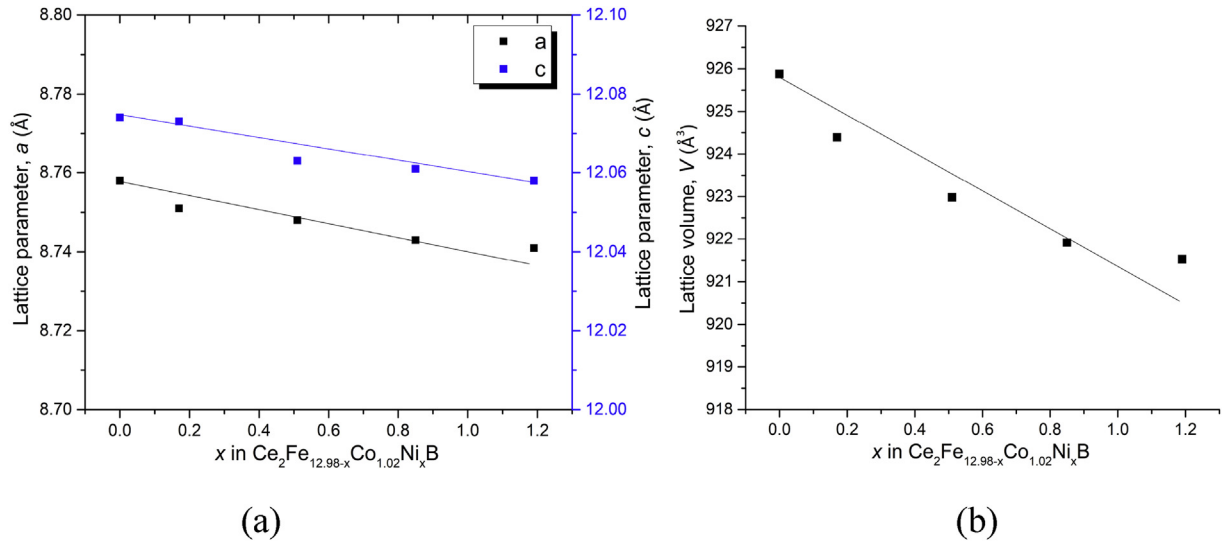 8.80
8.78
8.76
8.74
8.72
8.70
Lattice parameter, a (Å)
a
c
12.10
12.08
12.06
12.04
12.02
12.00
Lattice parameter, c (Å)
0.0 0.2 0.4 0.6 0.8 1.0 1.2
x in Ce₂Fe₁₂.₉₈₋ₓCo₁.₀₂NiₓB
(a)
927
926
925
924
923
922
921
920
919
918
Lattice volume, V (Å³)
0.0 0.2 0.4 0.6 0.8 1.0 1.2
x in Ce₂Fe₁₂.₉₈₋ₓCo₁.₀₂NiₓB
(b)